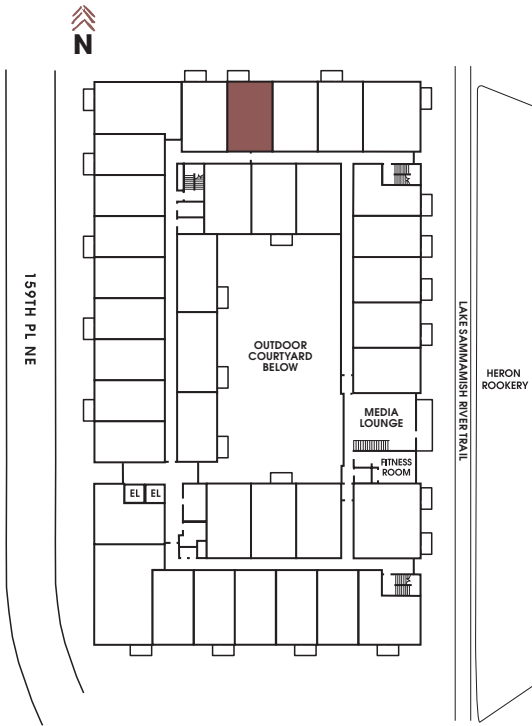 N
159TH PL NE
OUTDOOR
COURTYARD
BELOW
MEDIA
LOUNGE
FITNESS
ROOM
LAKE SAMMAMISH RIVER TRAIL
HERON
ROOKERY
EL
EL